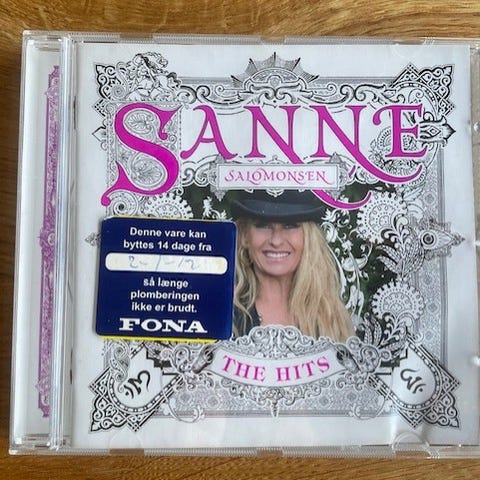 SANNE
SALOMONSEN
Denne vare kan
byttes 14 dage fra
så længe
plomberingen
ikke er brudt.
FONA
THE HITS